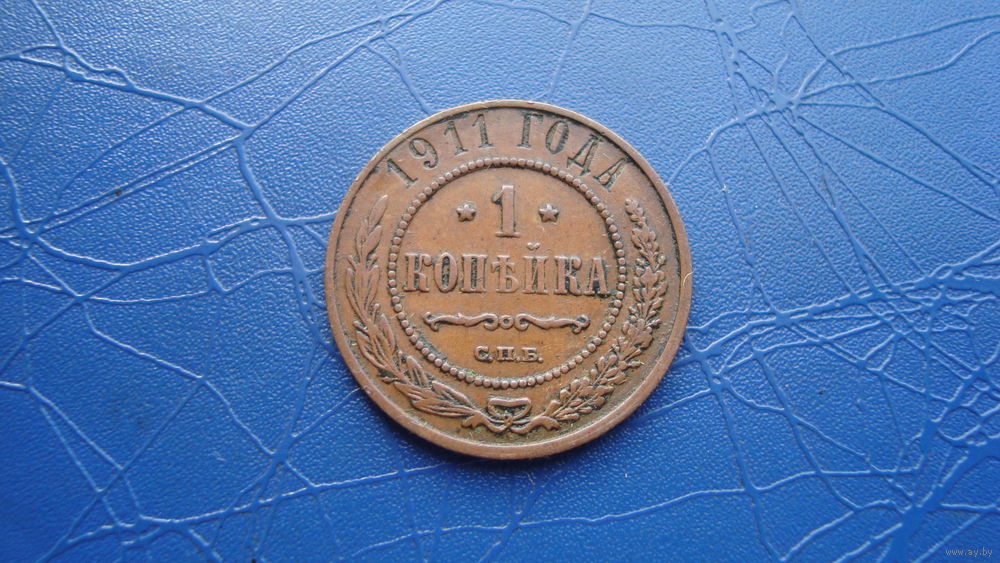 1911 ГОДА
* 1 *
КОПѢЙКА
С.П.Б.
www.ay.by